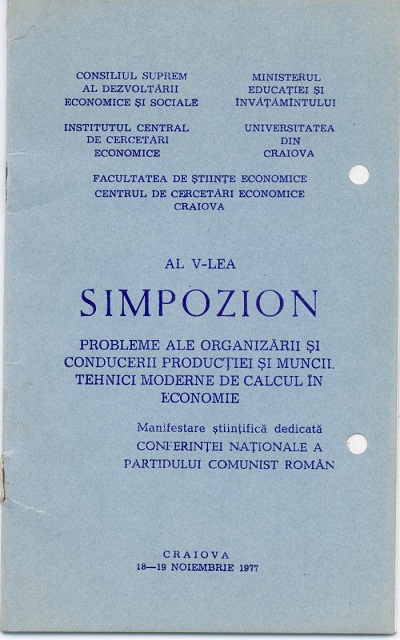 CONSILIUL SUPREM
AL DEZVOLTĂRII
ECONOMICE ȘI SOCIALE
MINISTERUL
EDUCAȚIEI ȘI
ÎNVĂȚĂMÎNTULUI
INSTITUTUL CENTRAL
DE CERCETĂRI
ECONOMICE
UNIVERSITATEA
DIN
CRAIOVA
FACULTATEA DE ȘTIINȚE ECONOMICE
CENTRUL DE CERCETĂRI ECONOMICE
CRAIOVA
AL V-LEA
SIMPOZION
PROBLEME ALE ORGANIZĂRII ȘI
CONDUCERII PRODUCȚIEI ȘI MUNCII.
TEHNICI MODERNE DE CALCUL ÎN
ECONOMIE
Manifestare științifică dedicată
CONFERINȚEI NAȚIONALE A
PARTIDULUI COMUNIST ROMÂN
CRAIOVA
18—19 NOIEMBRIE 1977